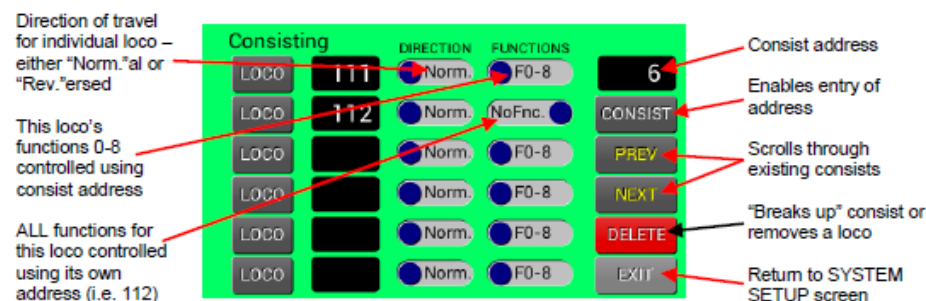 Direction of travel
for individual loco –
either “Norm.”al or
“Rev.”ersed
This loco’s
functions 0-8
controlled using
consist address
ALL functions for
this loco controlled
using its own
address (i.e. 112)
Consisting
DIRECTION FUNCTIONS
LOCO 111 Norm. F0-8 6
LOCO 112 Norm. NoFnc. CONSIST
LOCO Norm. F0-8 PREV
LOCO Norm. F0-8 NEXT
LOCO Norm. F0-8 DELETE
LOCO Norm. F0-8 EXIT
Consist address
Enables entry of
address
Scrolls through
existing consists
“Breaks up” consist or
removes a loco
Return to SYSTEM
SETUP screen